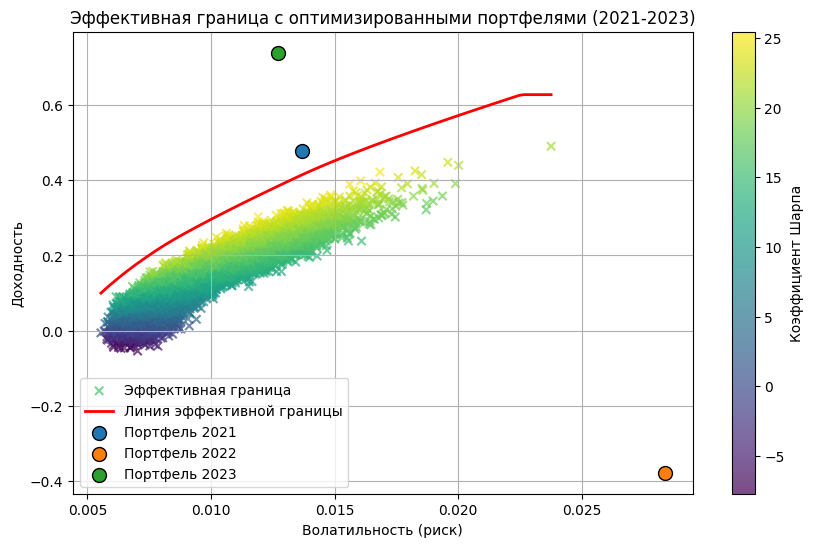 Эффективная граница с оптимизированными портфелями (2021-2023)
Доходность
0.6
0.4
0.2
0.0
−0.2
−0.4
Эффективная граница
Линия эффективной границы
Портфель 2021
Портфель 2022
Портфель 2023
0.005
0.010
0.015
0.020
0.025
Волатильность (риск)
25
20
15
10
5
0
−5
Коэффициент Шарпа